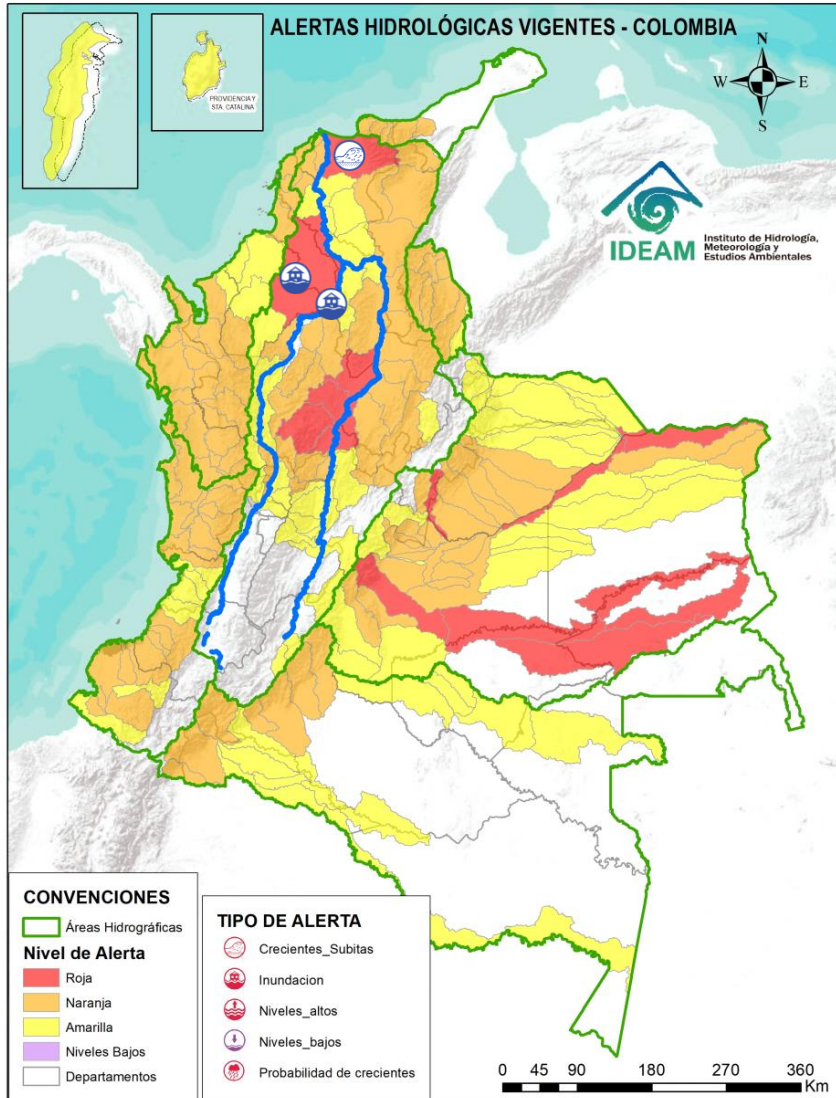 ALERTAS HIDROLÓGICAS VIGENTES - COLOMBIA
PROVIDENCIA Y
STA. CATALINA
N
W
E
S
IDEAM
Instituto de Hidrología,
Meteorología y
Estudios Ambientales
CONVENCIONES
Áreas Hidrográficas
Nivel de Alerta
Roja
Naranja
Amarilla
Niveles Bajos
Departamentos
TIPO DE ALERTA
Crecientes_Subitas
Inundacion
Niveles_altos
Niveles_bajos
Probabilidad de crecientes
0 45 90 180 270 360
Km